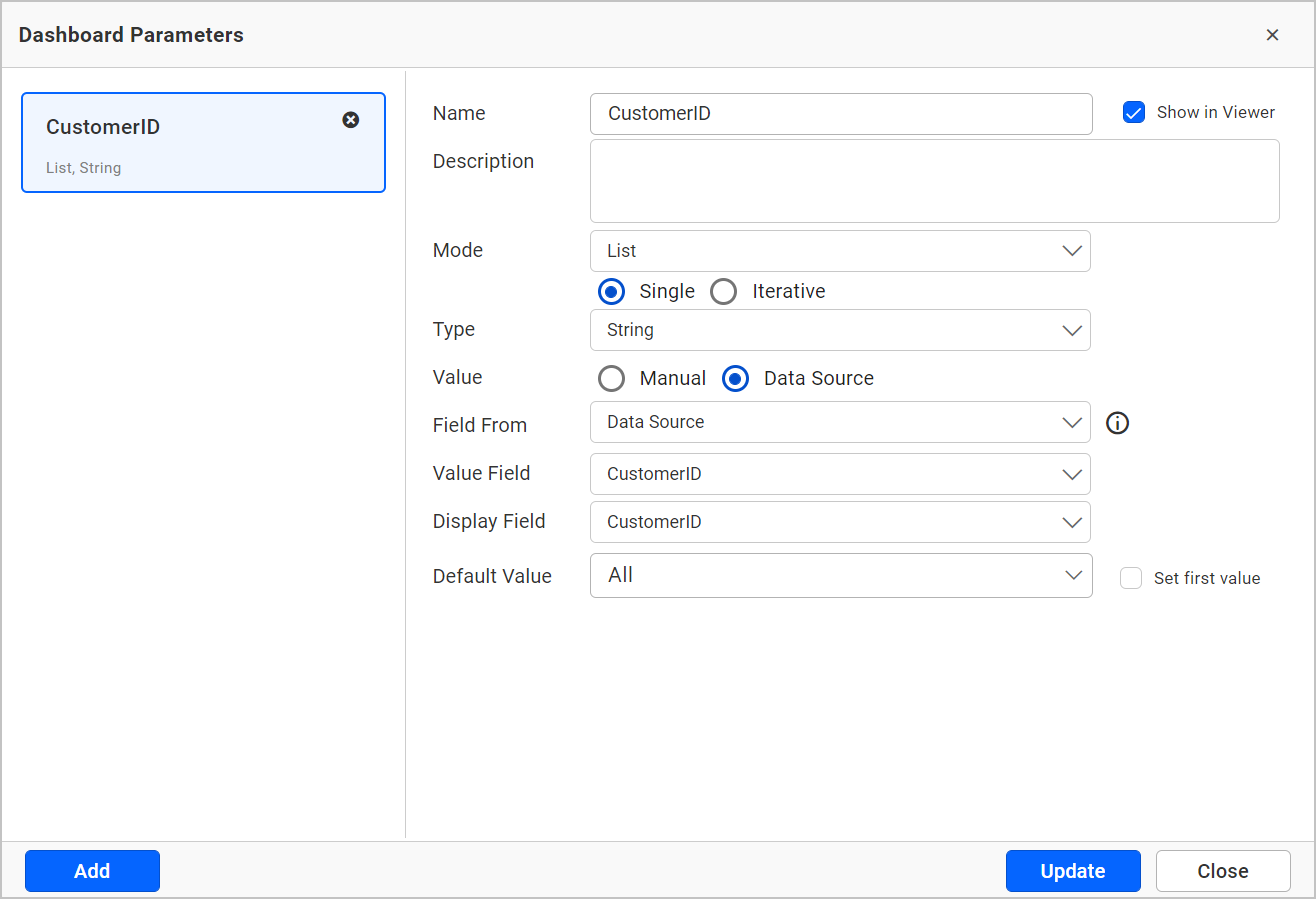 Dashboard Parameters
CustomerID
List, String
Name CustomerID Show in Viewer
Description
Mode List
Single Iterative
Type String
Value Manual Data Source
Field From Data Source
Value Field CustomerID
Display Field CustomerID
Default Value All Set first value
Add Update Close